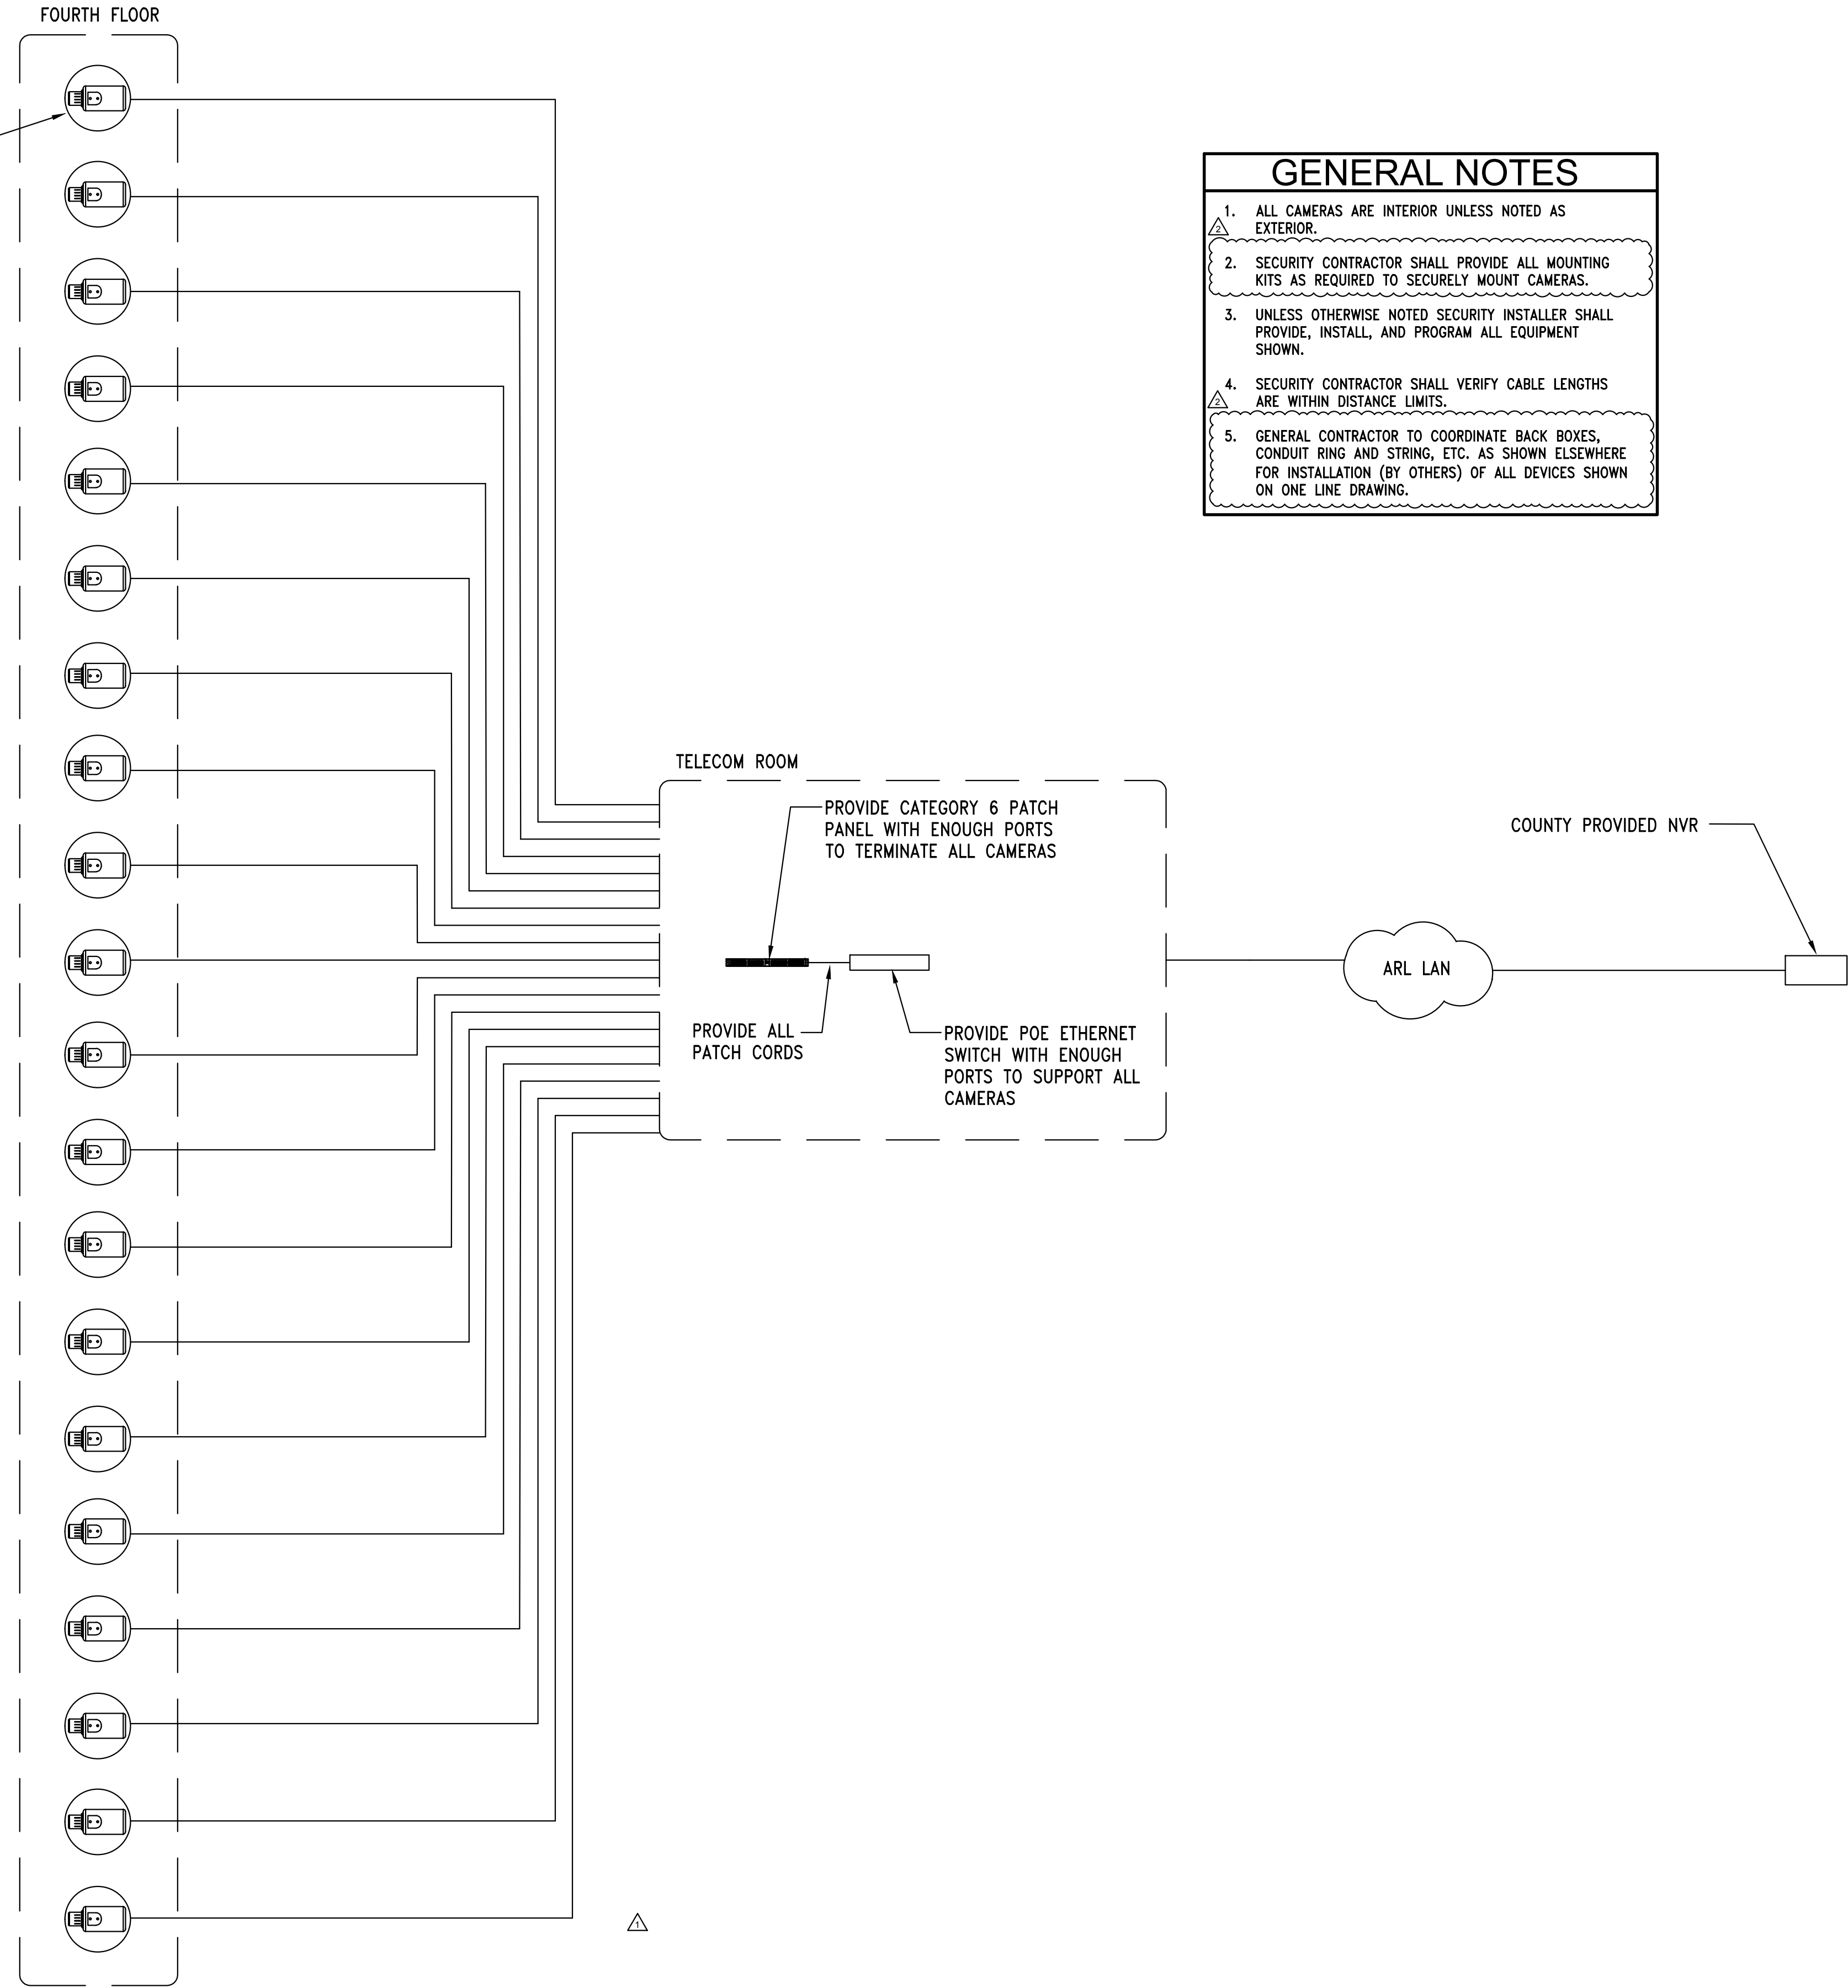 FOURTH FLOOR
GENERAL NOTES
1. ALL CAMERAS ARE INTERIOR UNLESS NOTED AS
EXTERIOR.
2
2. SECURITY CONTRACTOR SHALL PROVIDE ALL MOUNTING
KITS AS REQUIRED TO SECURELY MOUNT CAMERAS.
3. UNLESS OTHERWISE NOTED SECURITY INSTALLER SHALL
PROVIDE, INSTALL, AND PROGRAM ALL EQUIPMENT
SHOWN.
4. SECURITY CONTRACTOR SHALL VERIFY CABLE LENGTHS
ARE WITHIN DISTANCE LIMITS.
2
5. GENERAL CONTRACTOR TO COORDINATE BACK BOXES,
CONDUIT RING AND STRING, ETC. AS SHOWN ELSEWHERE
FOR INSTALLATION (BY OTHERS) OF ALL DEVICES SHOWN
ON ONE LINE DRAWING.
TELECOM ROOM
PROVIDE CATEGORY 6 PATCH
PANEL WITH ENOUGH PORTS
TO TERMINATE ALL CAMERAS
COUNTY PROVIDED NVR
ARL LAN
PROVIDE ALL
PATCH CORDS
PROVIDE POE ETHERNET
SWITCH WITH ENOUGH
PORTS TO SUPPORT ALL
CAMERAS
1